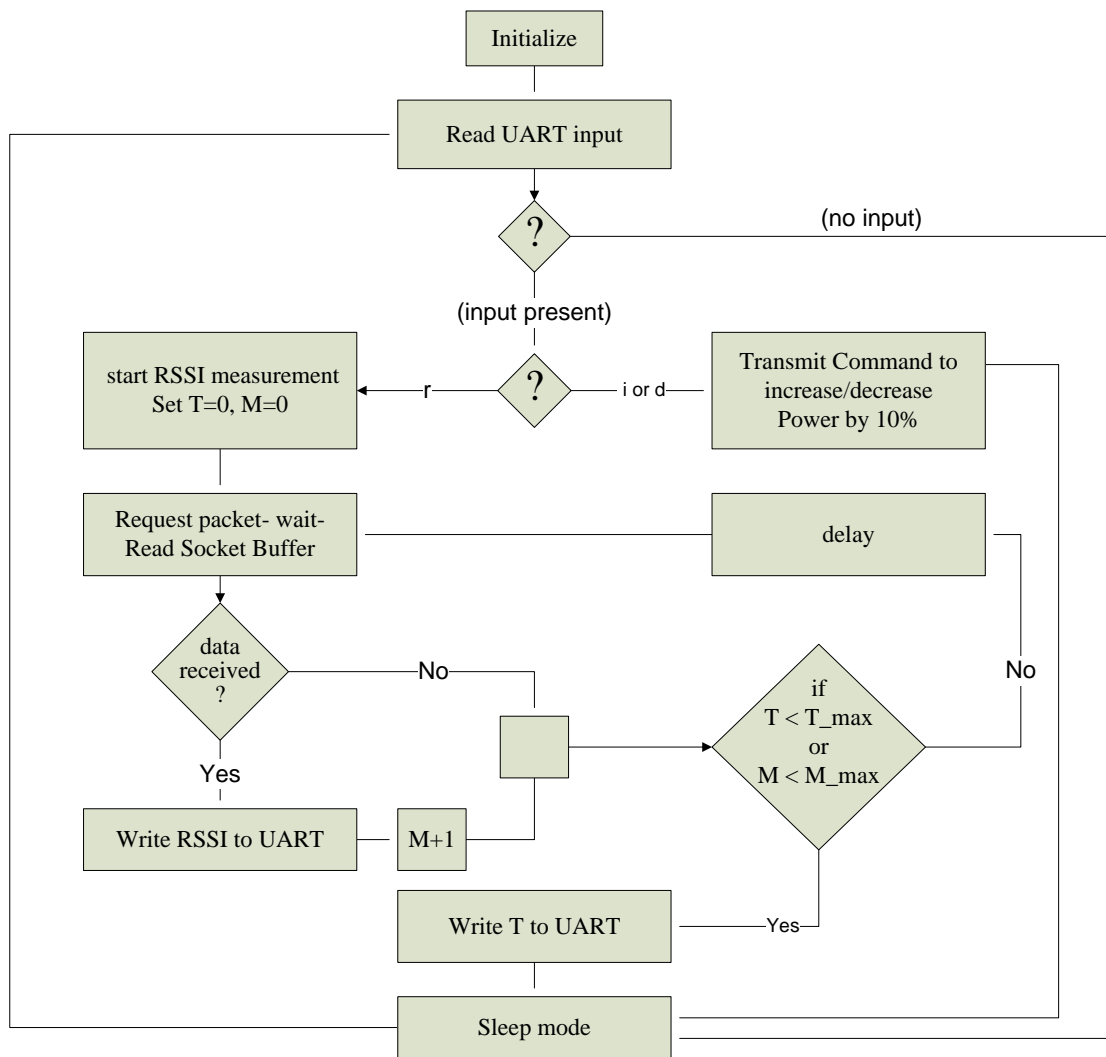 Initialize
Read UART input
?
(no input)
(input present)
start RSSI measurement
Set T=0, M=0
r
?
i or d
Transmit Command to
increase/decrease
Power by 10%
Request packet- wait-
Read Socket Buffer
delay
data
received
?
No
if
T < T_max
or
M < M_max
No
Yes
Write RSSI to UART
M+1
Write T to UART
Yes
Sleep mode